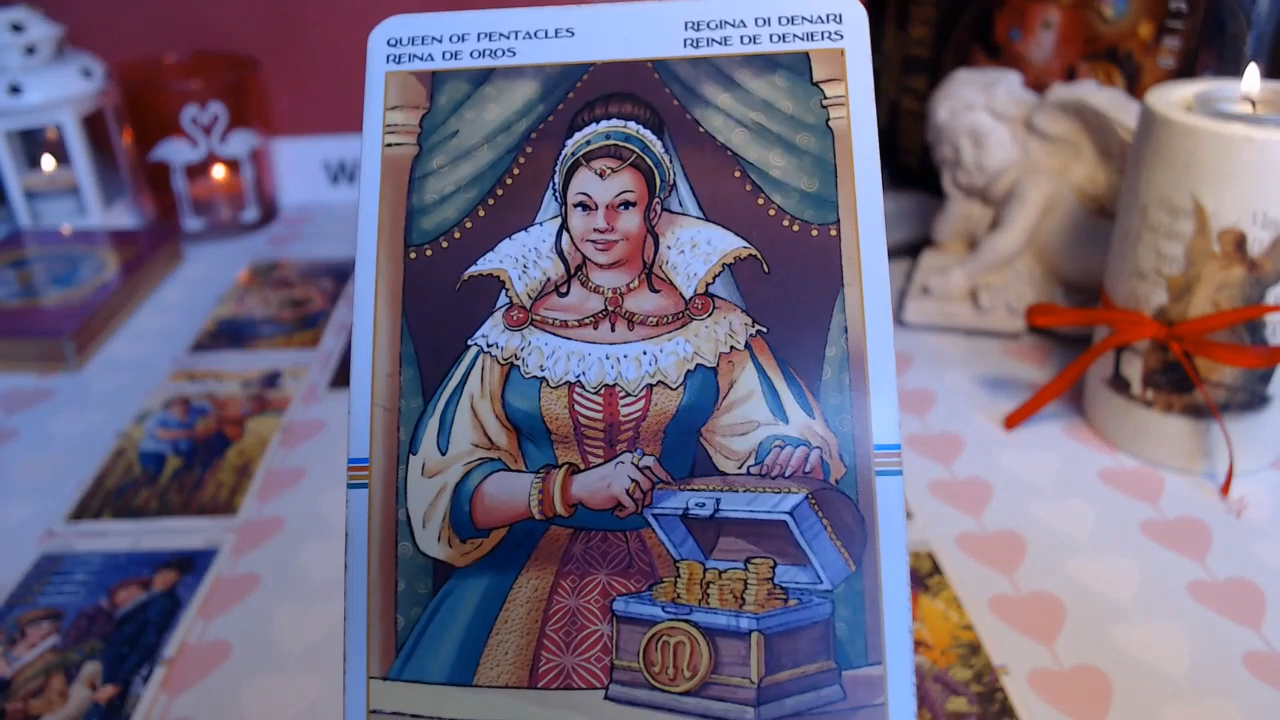 QUEEN OF PENTACLES
REINA DE OROS
REGINA DI DENARI
REINE DE DENIERS
W
M